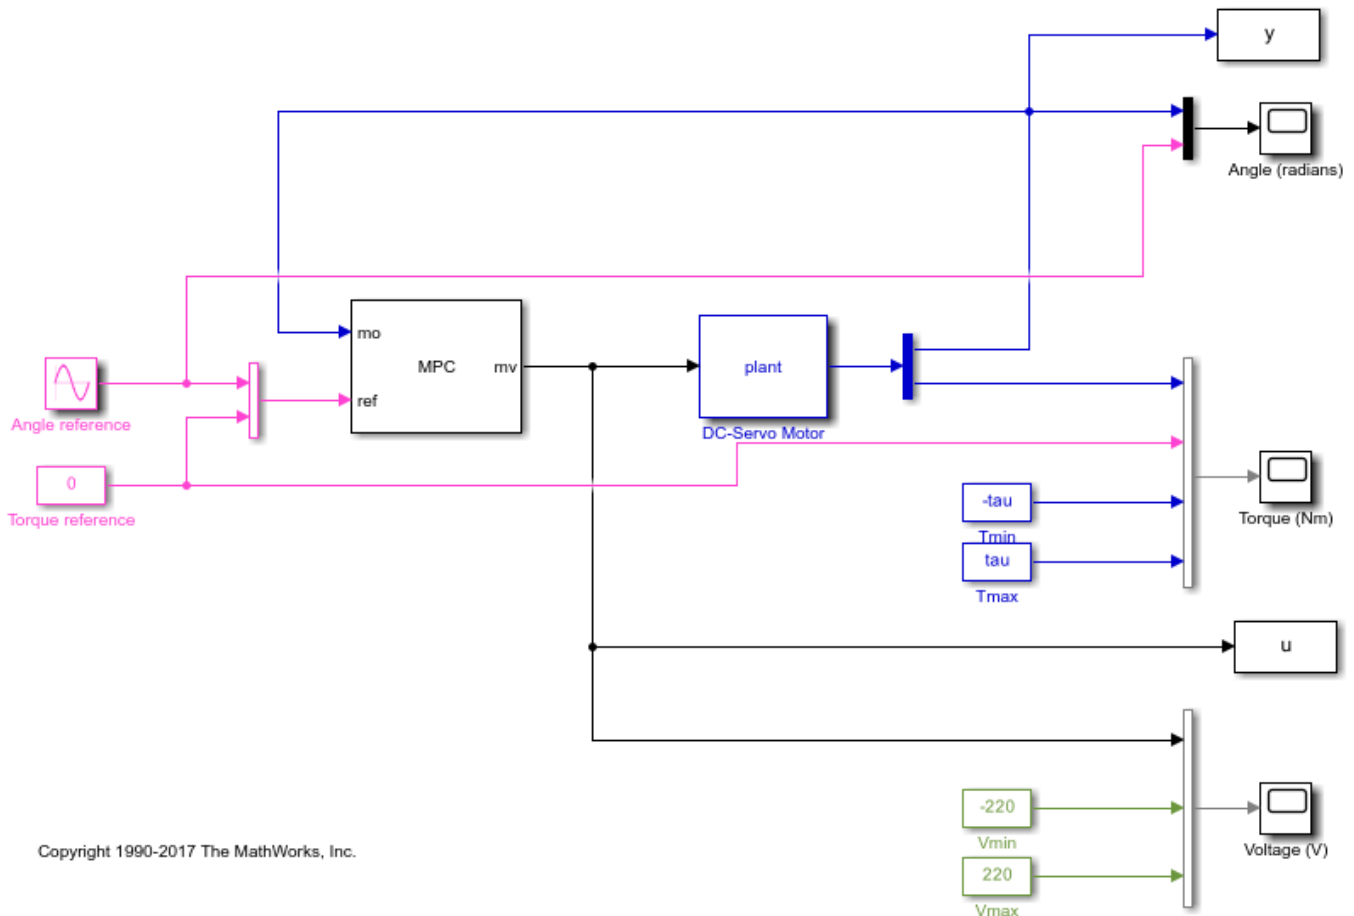 y
Angle (radians)
mo
MPC
mv
ref
plant
DC-Servo Motor
Angle reference
0
Torque reference
-tau
Tmin
tau
Tmax
Torque (Nm)
u
-220
Vmin
220
Vmax
Voltage (V)
Copyright 1990-2017 The MathWorks, Inc.